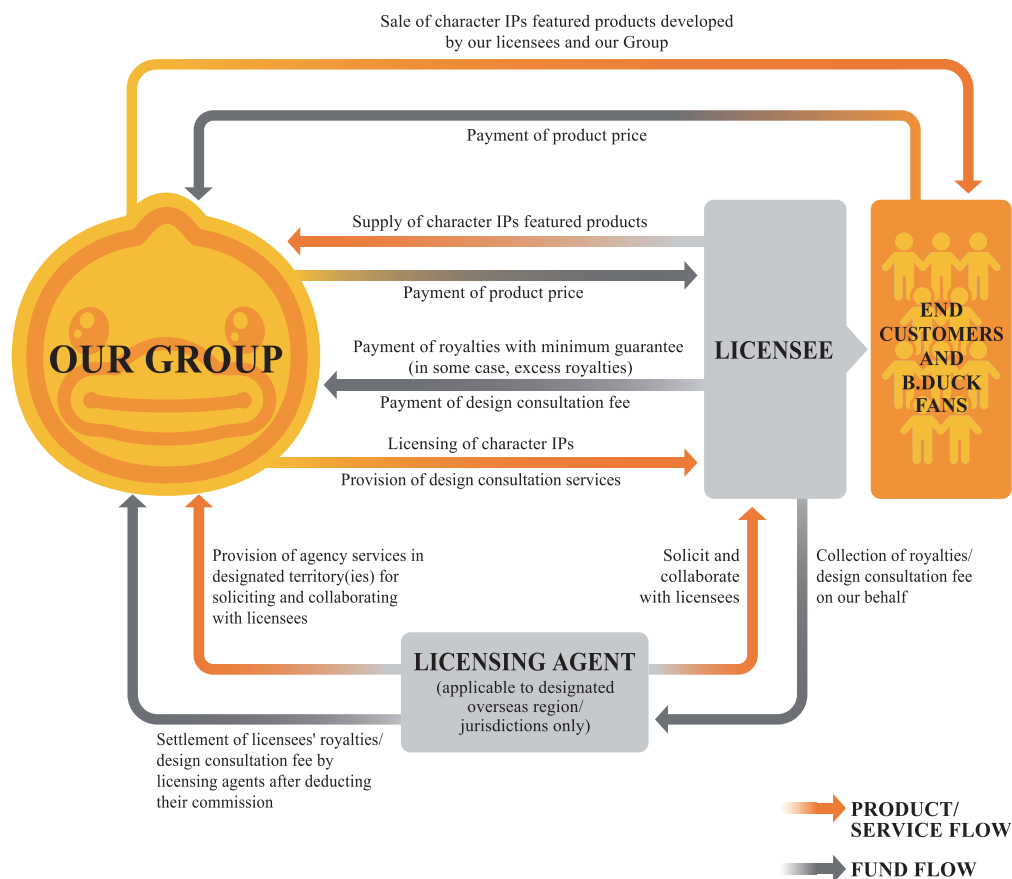 Sale of character IPs featured products developed
by our licensees and our Group
Payment of product price
Supply of character IPs featured products
Payment of product price
OUR GROUP
Payment of royalties with minimum guarantee
(in some case, excess royalties)
Payment of design consultation fee
Licensing of character IPs
Provision of design consultation services
LICENSEE
END
CUSTOMERS
AND
B.DUCK
FANS
Provision of agency services in
designated territory(ies) for
soliciting and collaborating
with licensees
Solicit and
collaborate
with licensees
Collection of royalties/
design consultation fee
on our behalf
LICENSING AGENT
(applicable to designated
overseas region/
jurisdictions only)
Settlement of licensees' royalties/
design consultation fee by
licensing agents after deducting
their commission
PRODUCT/
SERVICE FLOW
FUND FLOW